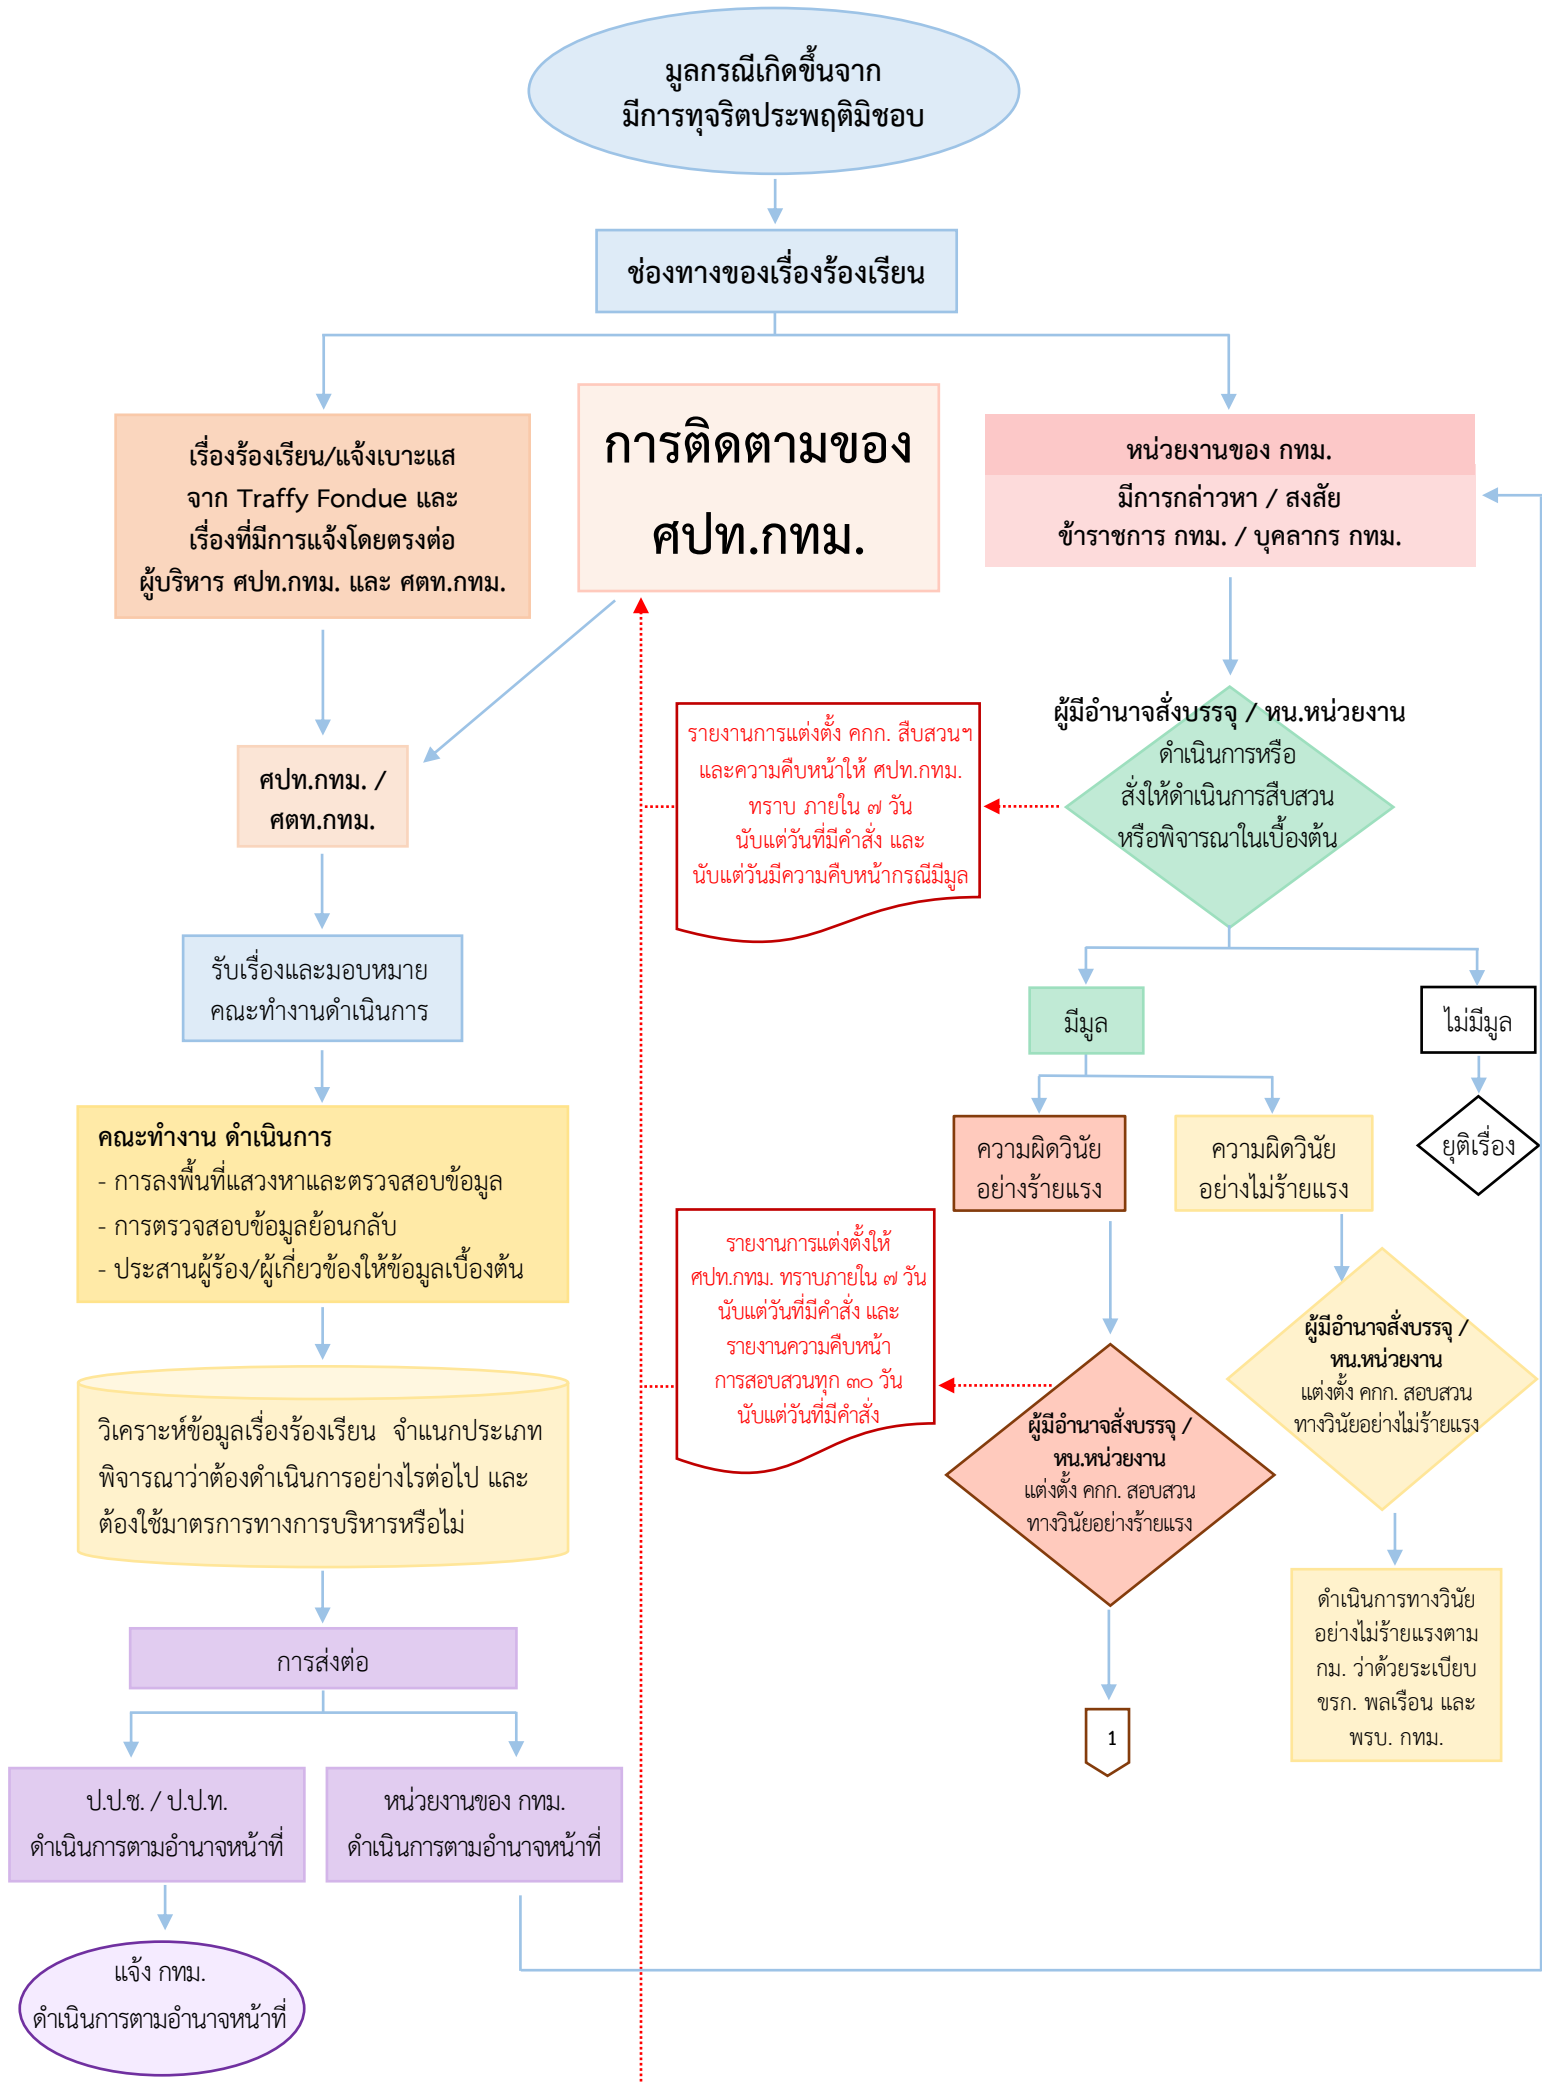 มูลกรณีเกิดขึ้นจาก
มีการทุจริตประพฤติมิชอบ
ช่องทางของเรื่องร้องเรียน
เรื่องร้องเรียน/แจ้งเบาะแส
จาก Traffy Fondue และ
เรื่องที่มีการแจ้งโดยตรงต่อ
ผู้บริหาร ศปท.กทม. และ ศตท.กทม.
การติดตามของ
ศปท.กทม.
หน่วยงานของ กทม.
มีการกล่าวหา / สงสัย
ข้าราชการ กทม. / บุคลากร กทม.
ศปท.กทม. /
ศตท.กทม.
รายงานการแต่งตั้ง คกก. สืบสวนฯ
และความคืบหน้าให้ ศปท.กทม.
ทราบ ภายใน ๗ วัน
นับแต่วันที่มีคำสั่ง และ
นับแต่วันมีความคืบหน้ากรณีมีมูล
ผู้มีอำนาจสั่งบรรจุ / หน.หน่วยงาน
ดำเนินการหรือ
สั่งให้ดำเนินการสืบสวน
หรือพิจารณาในเบื้องต้น
รับเรื่องและมอบหมาย
คณะทำงานดำเนินการ
มีมูล
ไม่มีมูล
คณะทำงาน ดำเนินการ
- การลงพื้นที่แสวงหาและตรวจสอบข้อมูล
- การตรวจสอบข้อมูลย้อนกลับ
- ประสานผู้ร้อง/ผู้เกี่ยวข้องให้ข้อมูลเบื้องต้น
ความผิดวินัย
อย่างร้ายแรง
ความผิดวินัย
อย่างไม่ร้ายแรง
ยุติเรื่อง
รายงานการแต่งตั้งให้
ศปท.กทม. ทราบภายใน ๗ วัน
นับแต่วันที่มีคำสั่ง และ
รายงานความคืบหน้า
การสอบสวนทุก ๓๐ วัน
นับแต่วันที่มีคำสั่ง
ผู้มีอำนาจสั่งบรรจุ /
หน.หน่วยงาน
แต่งตั้ง คกก. สอบสวน
ทางวินัยอย่างไม่ร้ายแรง
วิเคราะห์ข้อมูลเรื่องร้องเรียน จำแนกประเภท
พิจารณาว่าต้องดำเนินการอย่างไรต่อไป และ
ต้องใช้มาตรการทางการบริหารหรือไม่
ผู้มีอำนาจสั่งบรรจุ /
หน.หน่วยงาน
แต่งตั้ง คกก. สอบสวน
ทางวินัยอย่างร้ายแรง
การส่งต่อ
ดำเนินการทางวินัย
อย่างไม่ร้ายแรงตาม
กม. ว่าด้วยระเบียบ
ขรก. พลเรือน และ
พรบ. กทม.
1
ป.ป.ช. / ป.ป.ท.
ดำเนินการตามอำนาจหน้าที่
หน่วยงานของ กทม.
ดำเนินการตามอำนาจหน้าที่
แจ้ง กทม.
ดำเนินการตามอำนาจหน้าที่